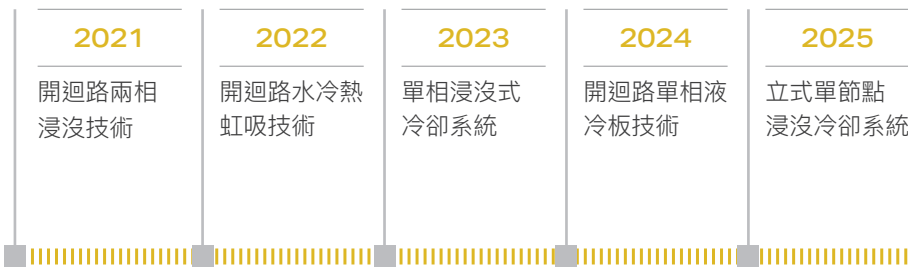 2021
開迴路兩相
浸沒技術
2022
開迴路水冷熱
虹吸技術
2023
單相浸沒式
冷卻系統
2024
開迴路單相液
冷板技術
2025
立式單節點
浸沒冷卻系統